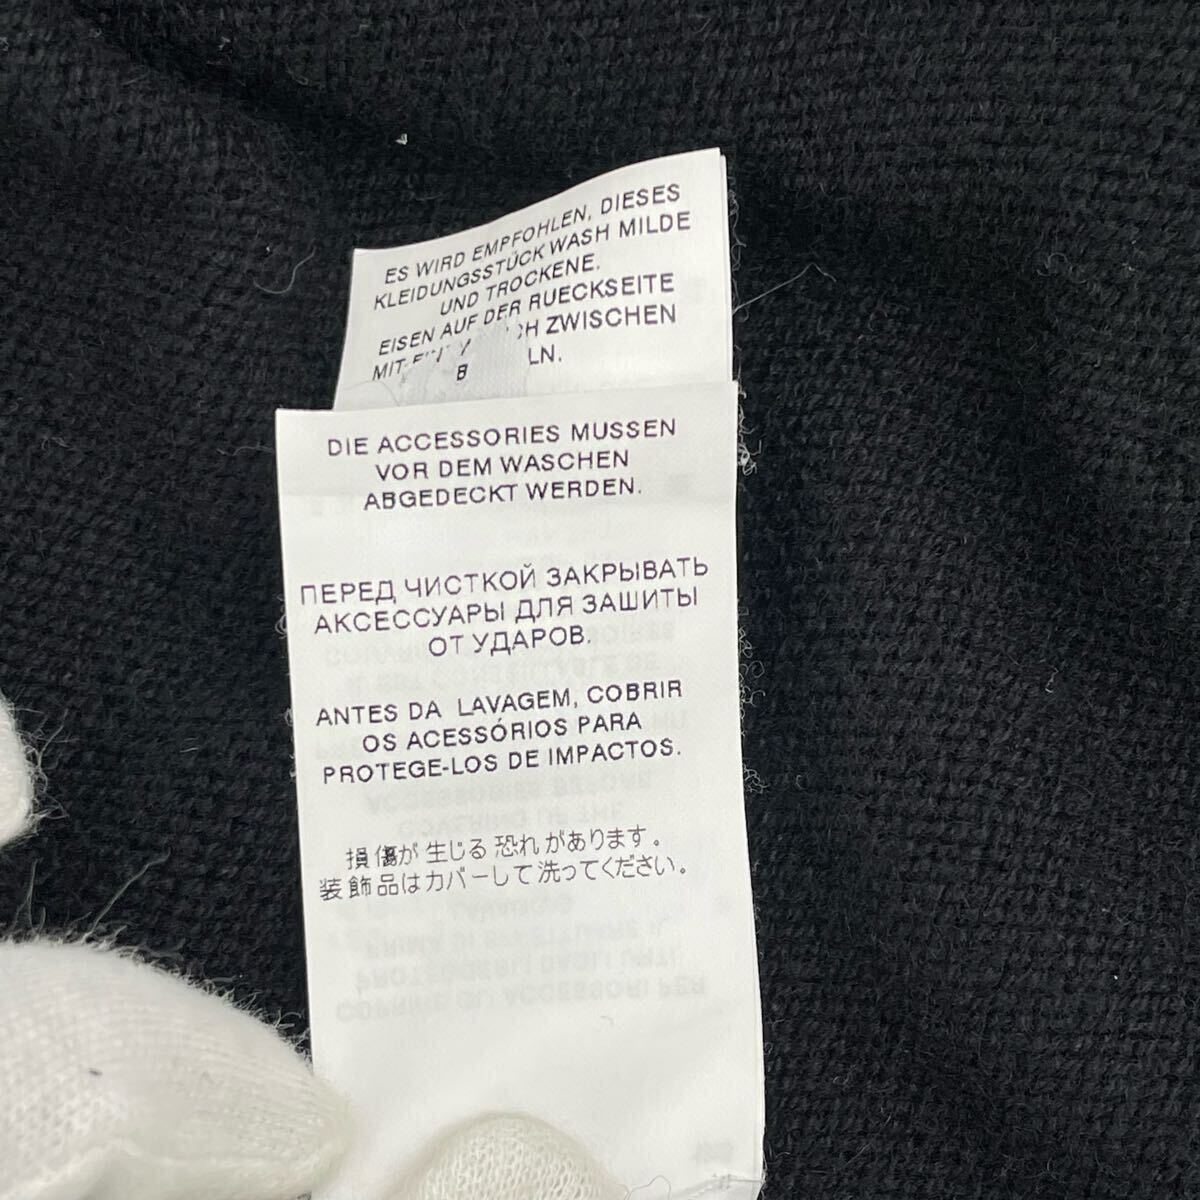 ES WIRD EMPFOHLEN, DIESES
KLEIDUNGSSTÜCK WASH MILDE
UND TROCKENE.
EISEN AUF DER RUECKSEITE
ZWISCHEN
B
DIE ACCESSORIES MUSSEN
VOR DEM WASCHEN
ABGEDECKT WERDEN.
ПЕРЕД ЧИСТКОЙ ЗАКРЫВАТЬ
АКСЕССУАРЫ ДЛЯ ЗАШИТЫ
ОТ УДАРОВ.
ANTES DA LAVAGEM, COBRIR
OS ACESSÓRIOS PARA
PROTEGE-LOS DE IMPACTOS.
損傷が生じる恐れがあります。
装飾品はカバーして洗ってください。